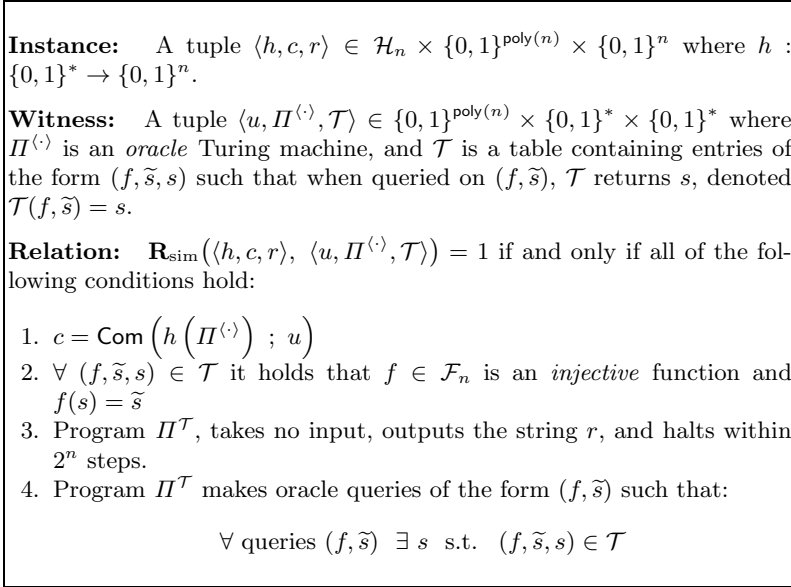 Instance: A tuple ⟨h, c, r⟩ ∈ ℋₙ × {0, 1}^poly(n) × {0, 1}ⁿ where h :
{0, 1}* → {0, 1}ⁿ.
Witness: A tuple ⟨u, Π^⟨·⟩, 𝒯⟩ ∈ {0, 1}^poly(n) × {0, 1}* × {0, 1}* where
Π^⟨·⟩ is an oracle Turing machine, and 𝒯 is a table containing entries of
the form (f, s̃, s) such that when queried on (f, s̃), 𝒯 returns s, denoted
𝒯(f, s̃) = s.
Relation: R_sim(⟨h, c, r⟩, ⟨u, Π^⟨·⟩, 𝒯⟩) = 1 if and only if all of the fol-
lowing conditions hold:
1. c = Com (h (Π^⟨·⟩) ; u)
2. ∀ (f, s̃, s) ∈ 𝒯 it holds that f ∈ ℱₙ is an injective function and
f(s) = s̃
3. Program Π^𝒯, takes no input, outputs the string r, and halts within
2ⁿ steps.
4. Program Π^𝒯 makes oracle queries of the form (f, s̃) such that:
∀ queries (f, s̃) ∃ s s.t. (f, s̃, s) ∈ 𝒯